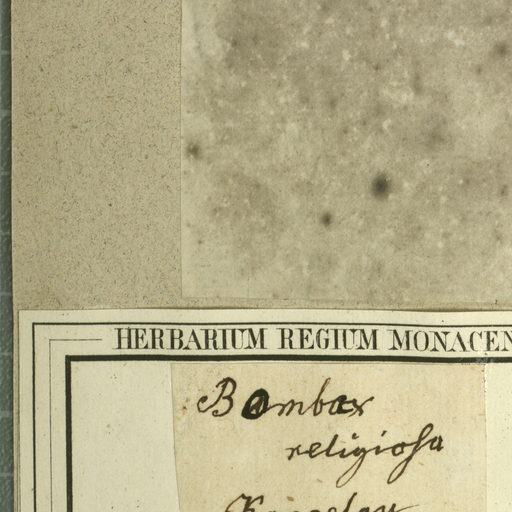 HERBARIUM REGIUM MONACEN
Bombax
religiosa